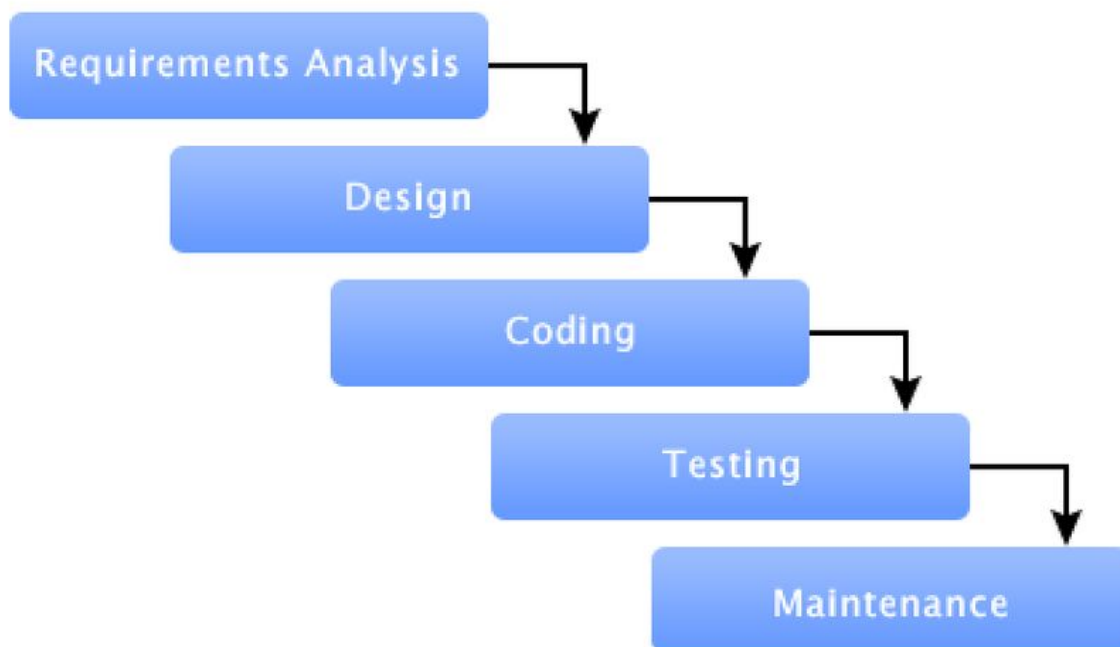 Requirements Analysis
Design
Coding
Testing
Maintenance